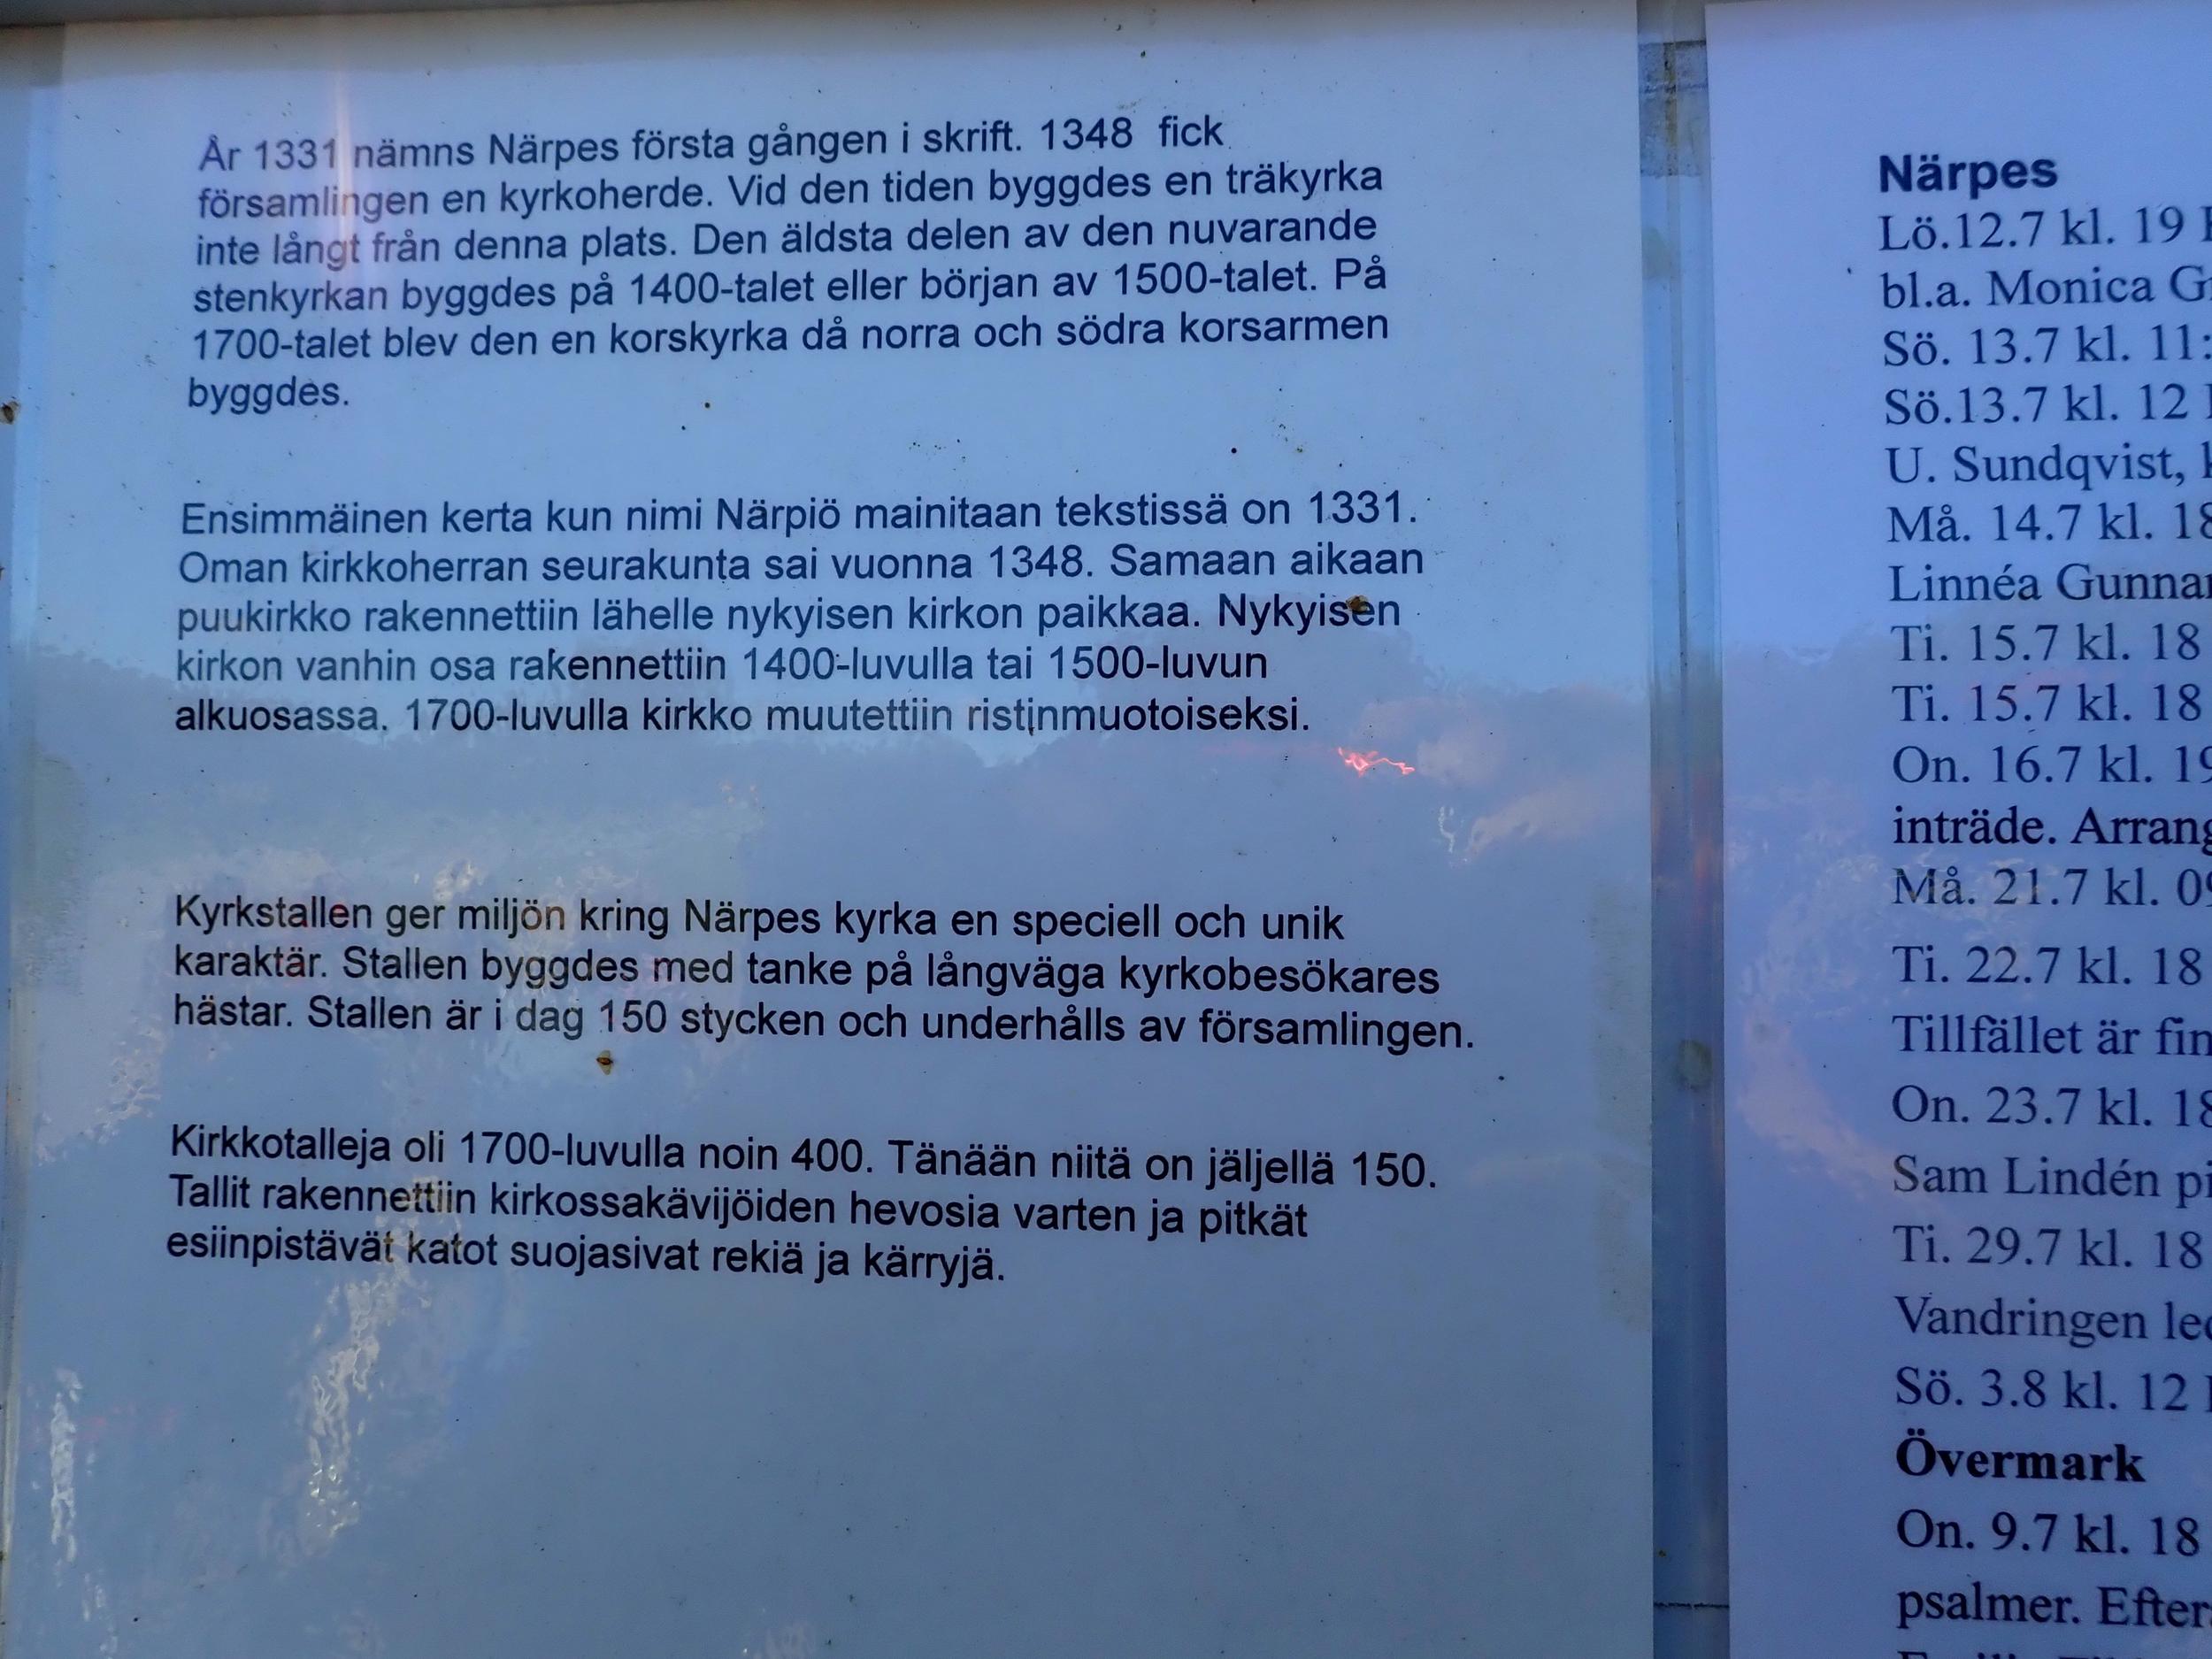 År 1331 nämns Närpes första gången i skrift. 1348 fick
församlingen en kyrkoherde. Vid den tiden byggdes en träkyrka
inte långt från denna plats. Den äldsta delen av den nuvarande
stenkyrkan byggdes på 1400-talet eller början av 1500-talet. På
1700-talet blev den en korskyrka då norra och södra korsarmen
byggdes.
Ensimmäinen kerta kun nimi Närpiö mainitaan tekstissä on 1331.
Oman kirkkoherran seurakunta sai vuonna 1348. Samaan aikaan
puukirkko rakennettiin lähelle nykyisen kirkon paikkaa. Nykyisen
kirkon vanhin osa rakennettiin 1400-luvulla tai 1500-luvun
alkuosassa. 1700-luvulla kirkko muutettiin ristinmuotoiseksi.
Kyrkstallen ger miljön kring Närpes kyrka en speciell och unik
karaktär. Stallen byggdes med tanke på långväga kyrkobesökares
hästar. Stallen är i dag 150 stycken och underhålls av församlingen.
Kirkkotalleja oli 1700-luvulla noin 400. Tänään niitä on jäljellä 150.
Tallit rakennettiin kirkossakävijöiden hevosia varten ja pitkät
esiinpistävät katot suojasivat rekiä ja kärryjä.
Närpes
Lö.12.7 kl. 19
bl.a. Monica
Sö. 13.7 kl. 11:
Sö.13.7 kl. 12
U. Sundqvist,
Må. 14.7 kl. 18
Linnéa
Ti. 15.7 kl. 18
Ti. 15.7 kl. 18
On. 16.7 kl. 19
inträde.
Må. 21.7 kl. 09
Ti. 22.7 kl. 18
Tillfället är
On. 23.7 kl. 18
Sam Lindén
Ti. 29.7 kl. 18
Vandringen
Sö. 3.8 kl. 12
Övermark
On. 9.7 kl. 18
psalmer.